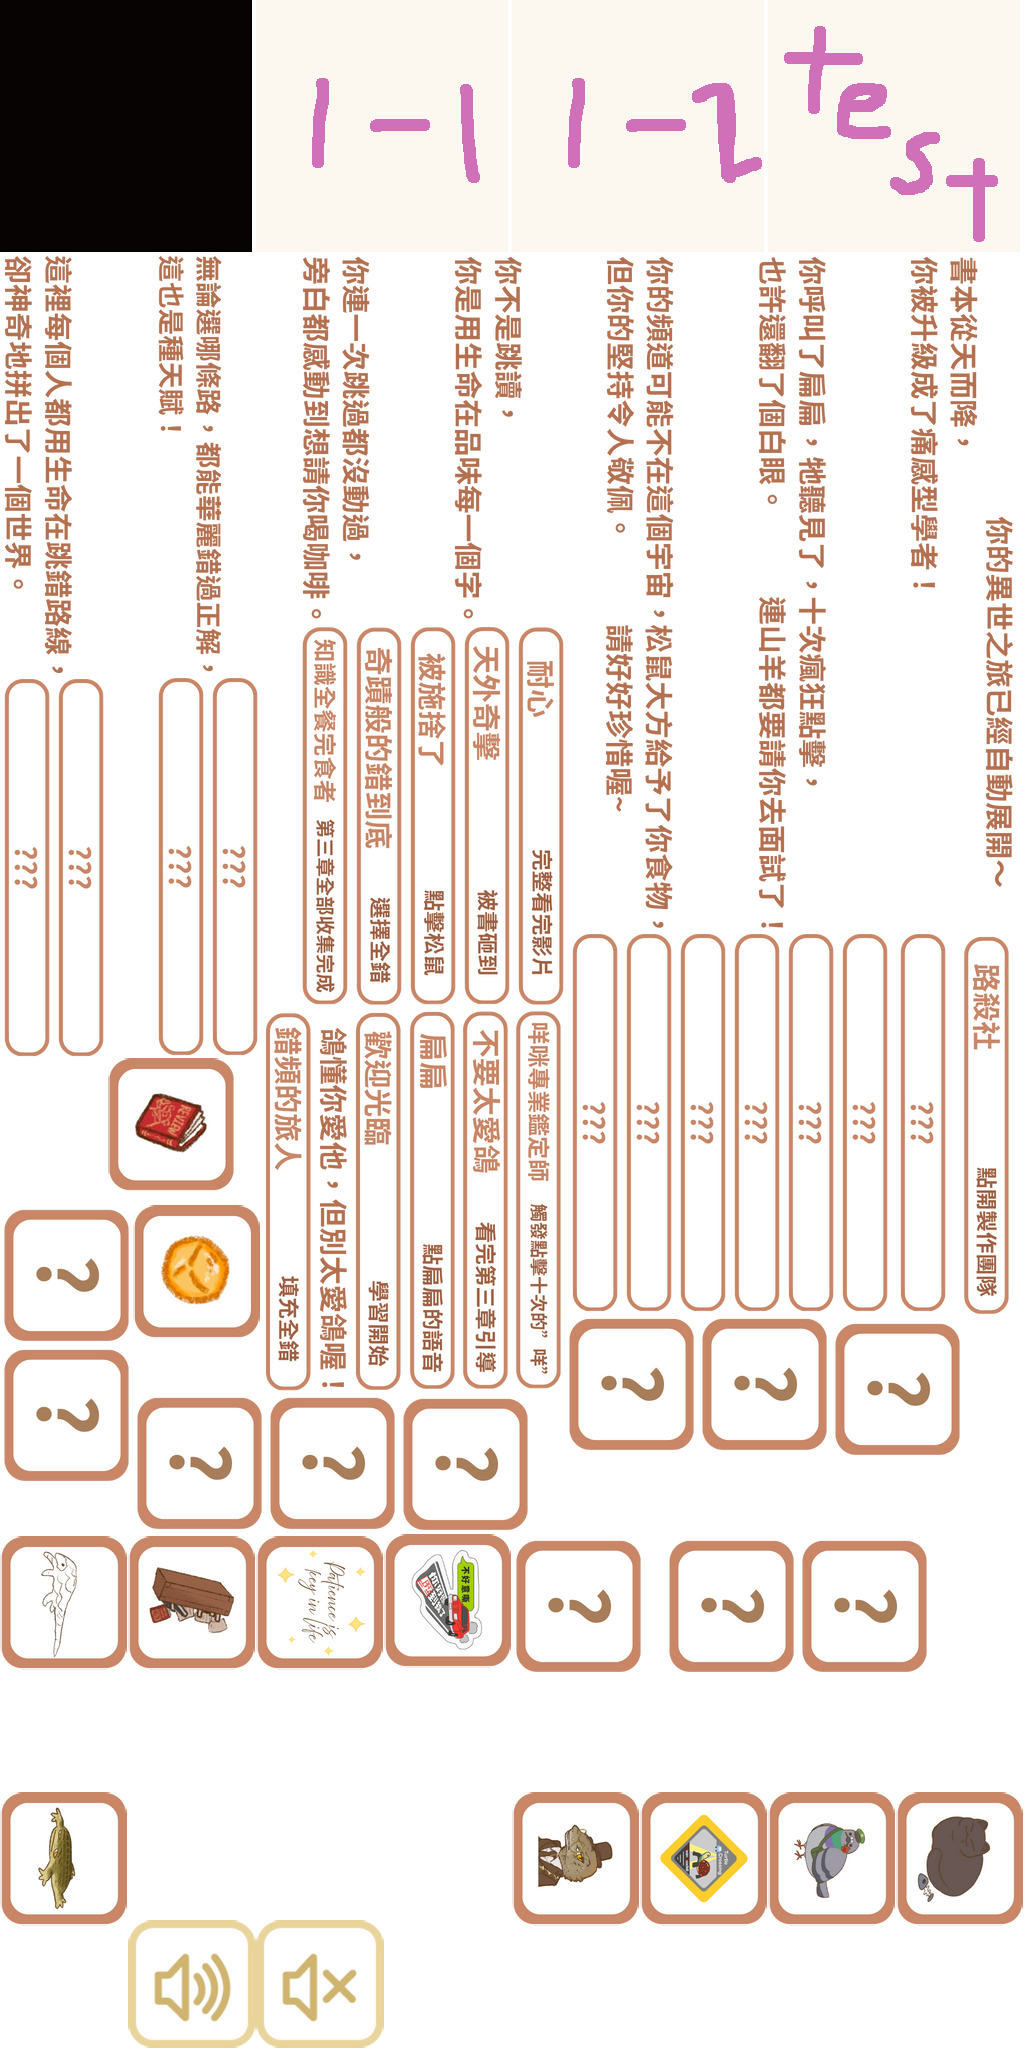 1-1
1-2
test
書本從天而降，
你被升級成了痛感型學者！
你的異世之旅已經自動展開～
你呼叫了扁扁，牠聽見了，十次瘋狂點擊，
也許還翻了個白眼。
連山羊都要請你去面試了！
你的頻道可能不在這個宇宙，
但你的堅持令人敬佩。
松鼠大方給予了你食物，
請好好珍惜喔~
你不是跳讀，
你是用生命在品味每一個字。
你連一次跳過都沒動過，
旁白都感動到想請你喝咖啡。
無論選哪條路，都能華麗錯過正解，
這也是種天賦！
這裡每個人都用生命在跳錯路線，
卻神奇地拼出了一個世界。
路殺社 點開製作團隊
???
???
???
???
???
???
???
耐心 完整看完影片
天外奇擊 被書砸到
被施捨了 點擊松鼠
奇蹟般的錯到底 選擇全錯
知識全餐完食者 第三章全部收集完成
???
???
???
???
咩咪專業鑑定師 觸發點擊十次的”咩”
不要太愛鴿 看完第三章引導
扁扁 點扁扁的語音
歡迎光臨 學習開始
鴿懂你愛他，但別太愛鴿喔！
錯頻的旅人 填充全錯
REVIEW
?
?
?
?
?
?
?
?
?
?
?
Patience is
key in life
不好意嘶
Turtle
Crossing